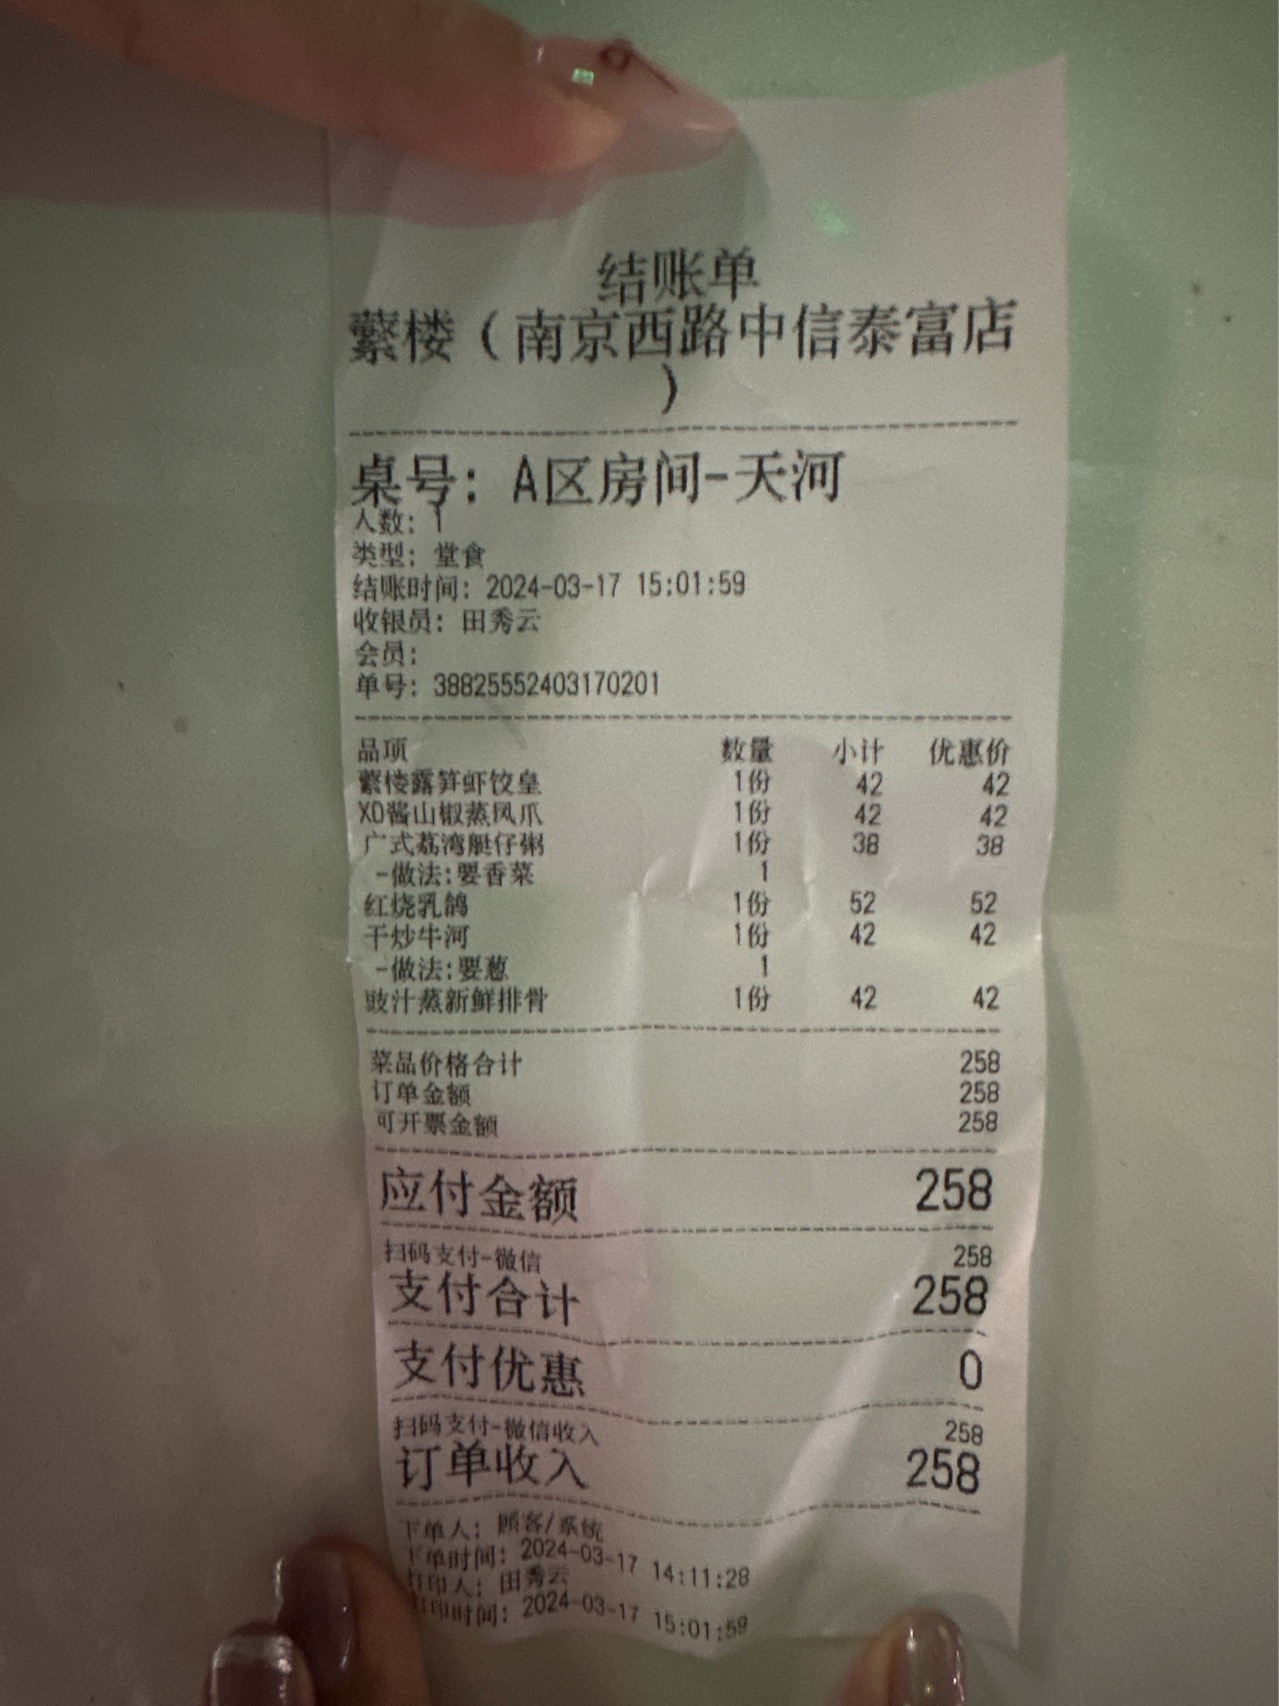 结账单
蘩楼（南京西路中信泰富店
）
桌号：A区房间-天河
人数：1
类型：堂食
结账时间：2024-03-17 15:01:59
收银员：田秀云
会员：
单号：38825552403170201
品项 数量 小计 优惠价
蘩楼露笋虾饺皇 1份 42 42
XO酱山椒蒸凤爪 1份 42 42
广式荔湾艇仔粥 1份 38 38
-做法:要香菜 1
红烧乳鸽 1份 52 52
干炒牛河 1份 42 42
-做法:要葱 1
豉汁蒸新鲜排骨 1份 42 42
菜品价格合计 258
订单金额 258
可开票金额 258
应付金额 258
扫码支付-微信 258
支付合计 258
支付优惠 0
扫码支付-微信收入 258
订单收入 258
下单人：顾客/系统
下单时间：2024-03-17 14:11:28
打印人：田秀云
打印时间：2024-03-17 15:01:59